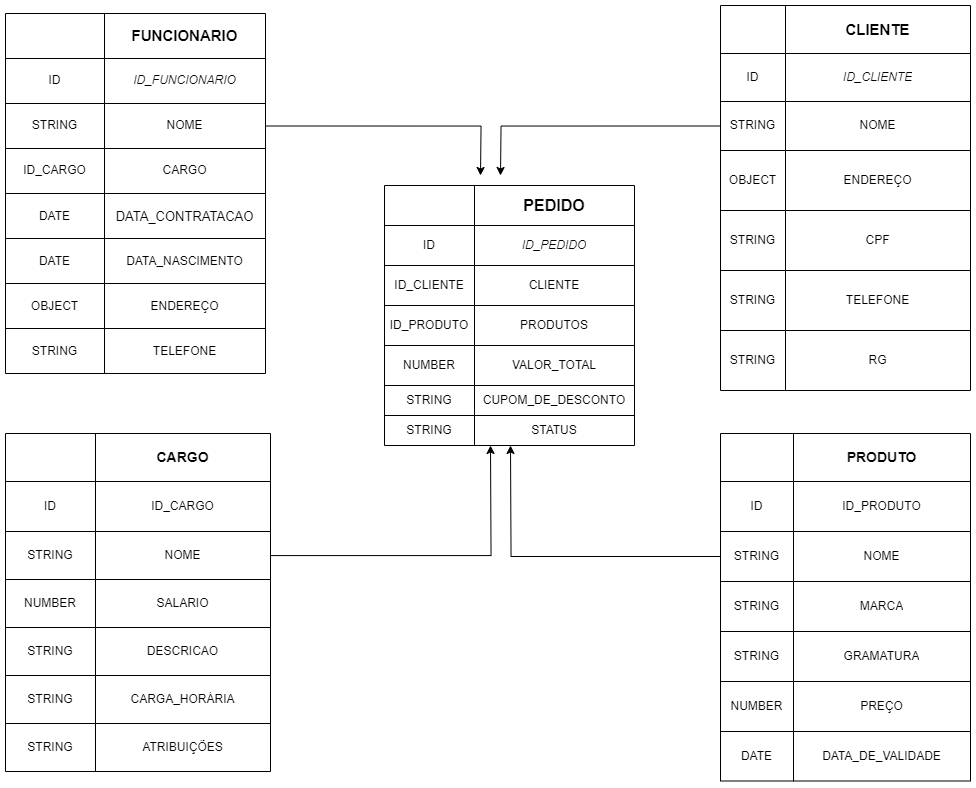 FUNCIONARIO
ID ID_FUNCIONARIO
STRING NOME
ID_CARGO CARGO
DATE DATA_CONTRATACAO
DATE DATA_NASCIMENTO
OBJECT ENDEREÇO
STRING TELEFONE
CLIENTE
ID ID_CLIENTE
STRING NOME
OBJECT ENDEREÇO
STRING CPF
STRING TELEFONE
STRING RG
PEDIDO
ID ID_PEDIDO
ID_CLIENTE CLIENTE
ID_PRODUTO PRODUTOS
NUMBER VALOR_TOTAL
STRING CUPOM_DE_DESCONTO
STRING STATUS
CARGO
ID ID_CARGO
STRING NOME
NUMBER SALÁRIO
STRING DESCRICAO
STRING CARGA_HORÁRIA
STRING ATRIBUIÇÕES
PRODUTO
ID ID_PRODUTO
STRING NOME
STRING MARCA
STRING GRAMATURA
NUMBER PREÇO
DATE DATA_DE_VALIDADE